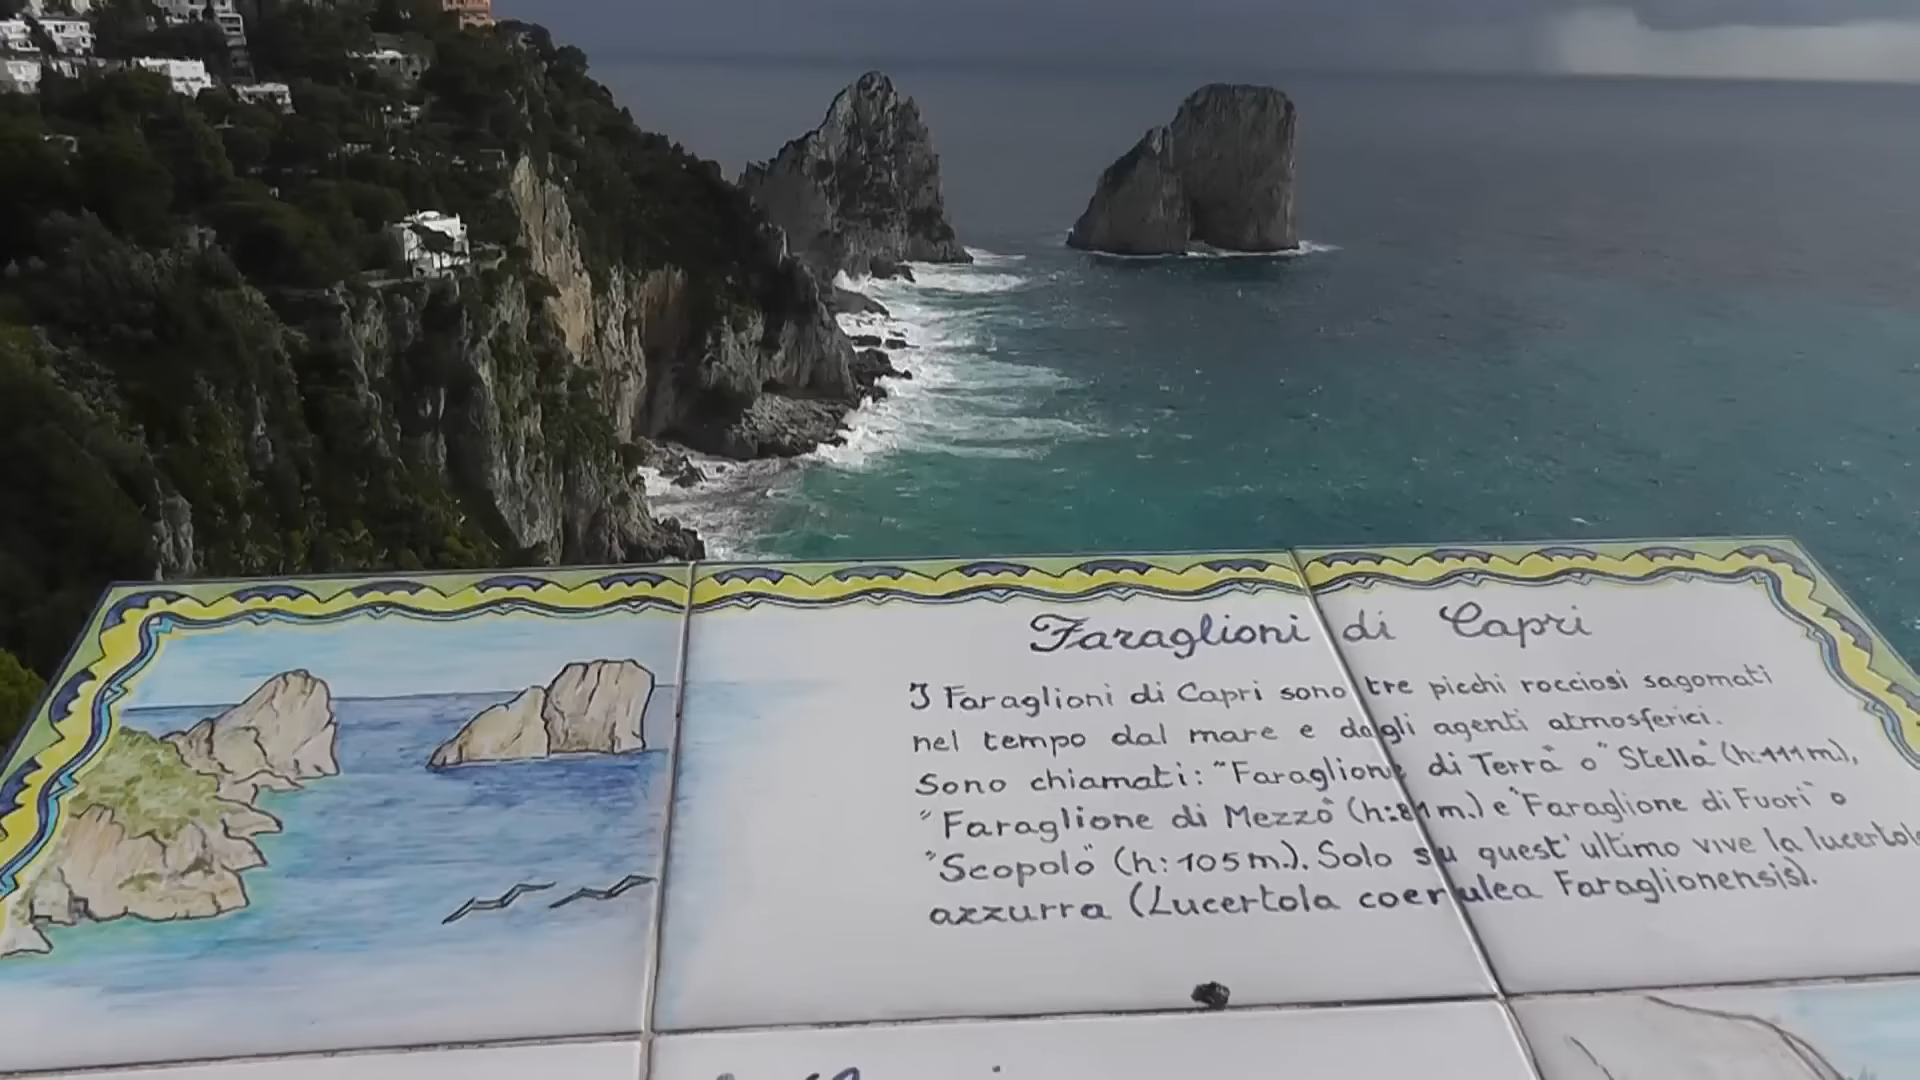 Faraglioni di Capri
I Faraglioni di Capri sono tre picchi rocciosi sagomati
nel tempo dal mare e dagli agenti atmosferici.
Sono chiamati: "Faraglione di Terra" o "Stella" (h:111m),
"Faraglione di Mezzo" (h:81m.) e "Faraglione di Fuori" o
"Scopolo" (h:105m.). Solo su quest'ultimo vive la lucertola
azzurra (Lucertola coerulea Faraglionensis).